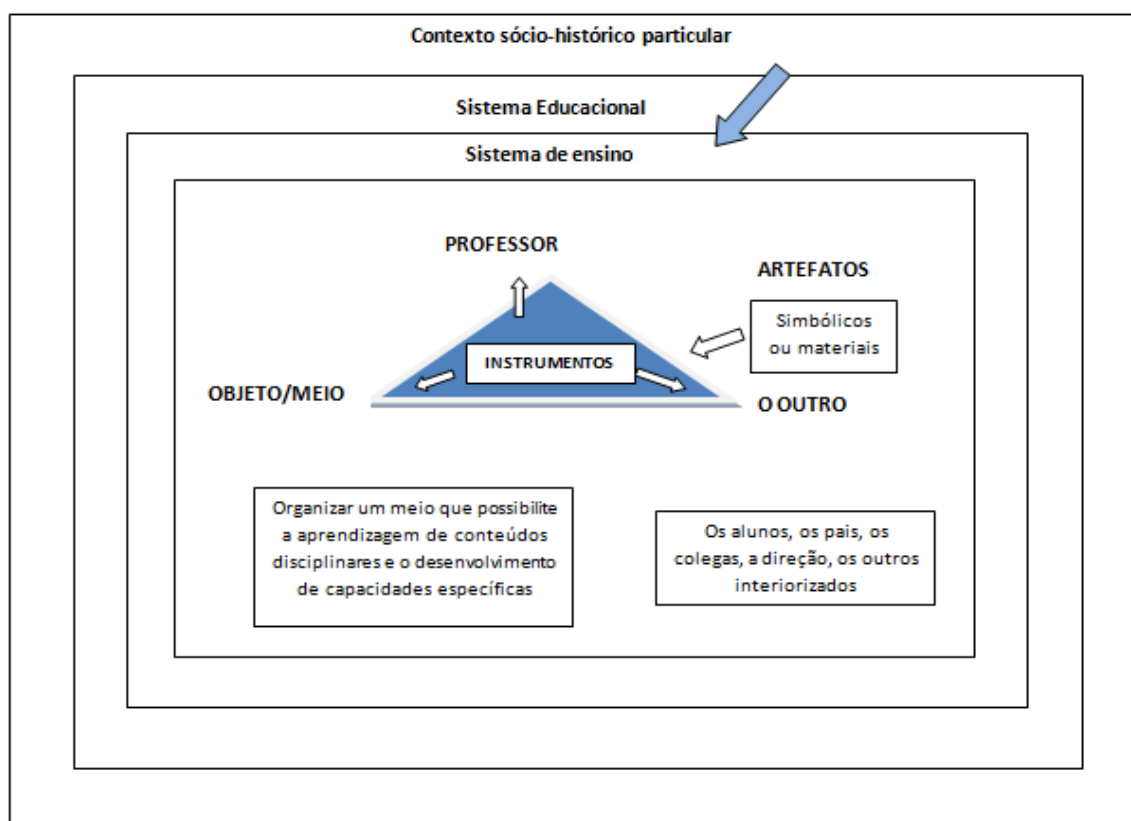 Contexto sócio-histórico particular
Sistema Educacional
Sistema de ensino
PROFESSOR
ARTEFATOS
Simbólicos
ou materiais
INSTRUMENTOS
OBJETO/MEIO
O OUTRO
Organizar um meio que possibilite
a aprendizagem de conteúdos
disciplinares e o desenvolvimento
de capacidades específicas
Os alunos, os pais, os
colegas, a direção, os outros
interiorizados